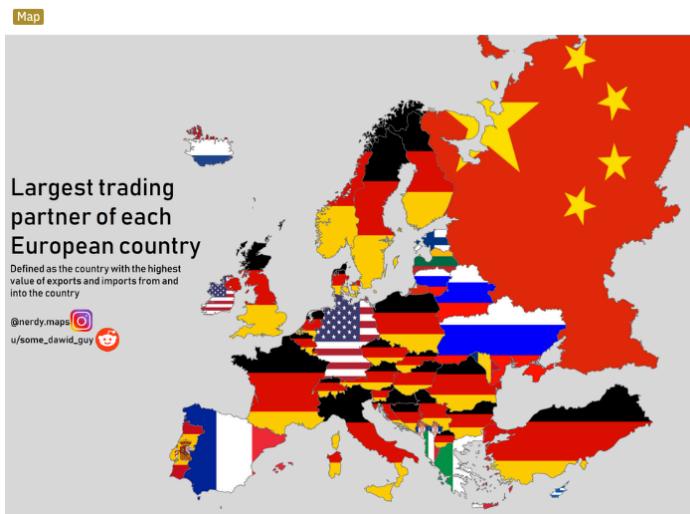 Map
Largest trading
partner of each
European country
Defined as the country with the highest
value of exports and imports from and
into the country
@nerdy.maps
u/some_dawid_guy